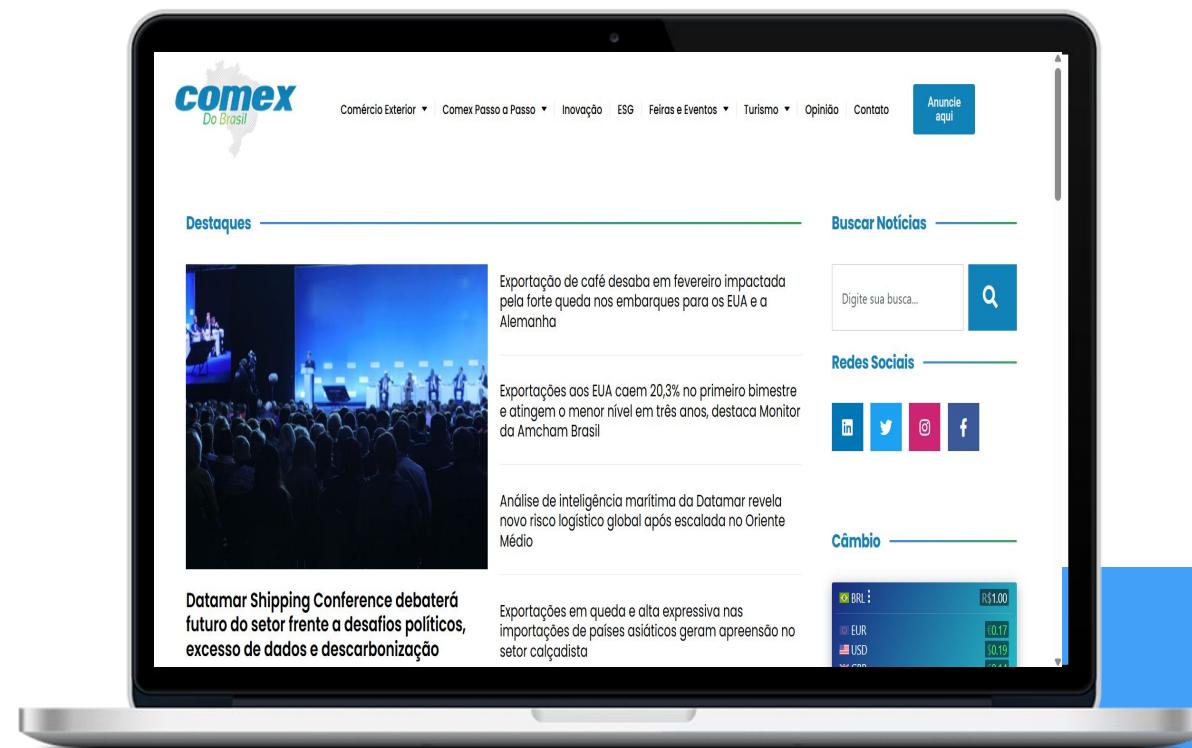 comex
Do Brasil
Comércio Exterior
Comex Passo a Passo
Inovação
ESG
Feiras e Eventos
Turismo
Opinião
Contato
Anuncie
aqui
Destaques
Exportação de café desaba em fevereiro impactada
pela forte queda nos embarques para os EUA e a
Alemanha
Exportações aos EUA caem 20,3% no primeiro bimestre
e atingem o menor nível em três anos, destaca Monitor
da Amcham Brasil
Análise de inteligência marítima da Datamar revela
novo risco logístico global após escalada no Oriente
Médio
Exportações em queda e alta expressiva nas
importações de países asiáticos geram apreensão no
setor calçadista
Datamar Shipping Conference debaterá
futuro do setor frente a desafios políticos,
excesso de dados e descarbonização
Buscar Notícias
Digite sua busca...
Redes Sociais
in
f
Câmbio
BRL R$1.00
EUR €0.17
USD $0.19